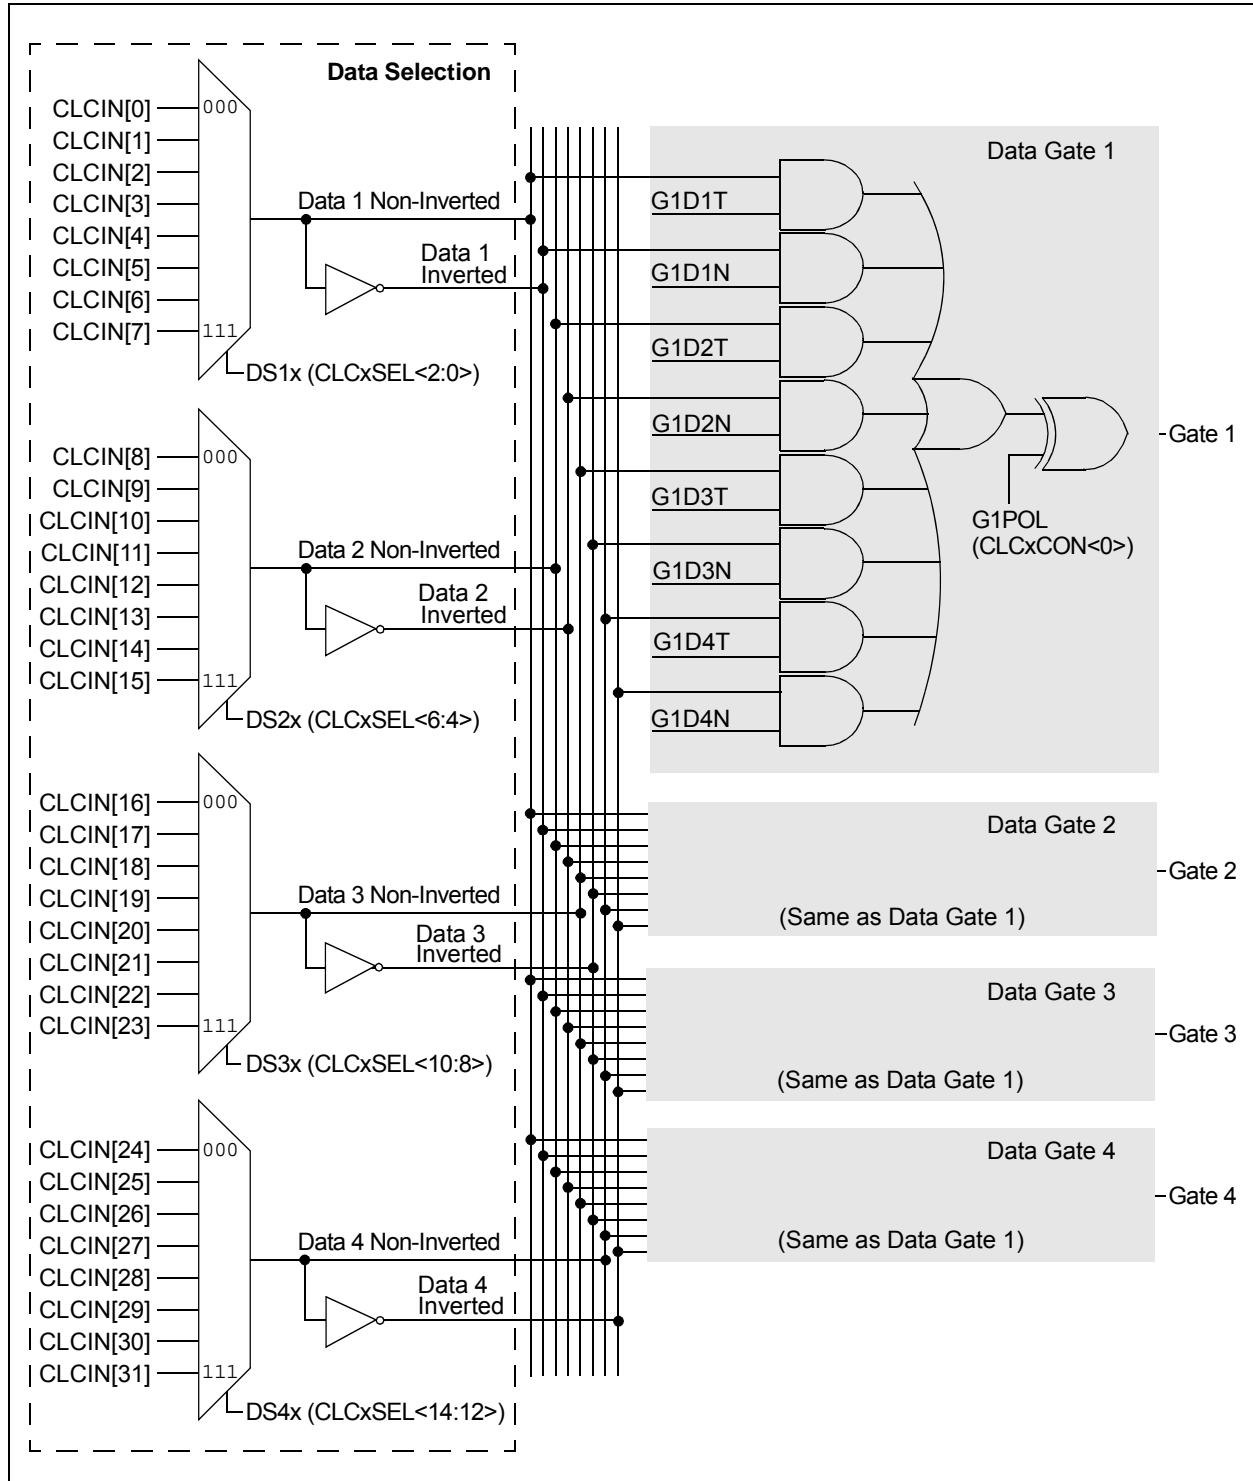 Data Selection
CLCIN[0]
CLCIN[1]
CLCIN[2]
CLCIN[3]
CLCIN[4]
CLCIN[5]
CLCIN[6]
CLCIN[7]
000
111
Data 1 Non-Inverted
Data 1
Inverted
DS1x (CLCxSEL<2:0>)
CLCIN[8]
CLCIN[9]
CLCIN[10]
CLCIN[11]
CLCIN[12]
CLCIN[13]
CLCIN[14]
CLCIN[15]
000
111
Data 2 Non-Inverted
Data 2
Inverted
DS2x (CLCxSEL<6:4>)
CLCIN[16]
CLCIN[17]
CLCIN[18]
CLCIN[19]
CLCIN[20]
CLCIN[21]
CLCIN[22]
CLCIN[23]
000
111
Data 3 Non-Inverted
Data 3
Inverted
DS3x (CLCxSEL<10:8>)
CLCIN[24]
CLCIN[25]
CLCIN[26]
CLCIN[27]
CLCIN[28]
CLCIN[29]
CLCIN[30]
CLCIN[31]
000
111
Data 4 Non-Inverted
Data 4
Inverted
DS4x (CLCxSEL<14:12>)
Data Gate 1
G1D1T
G1D1N
G1D2T
G1D2N
G1D3T
G1D3N
G1D4T
G1D4N
G1POL
(CLCxCON<0>)
Gate 1
Data Gate 2
(Same as Data Gate 1)
Gate 2
Data Gate 3
(Same as Data Gate 1)
Gate 3
Data Gate 4
(Same as Data Gate 1)
Gate 4